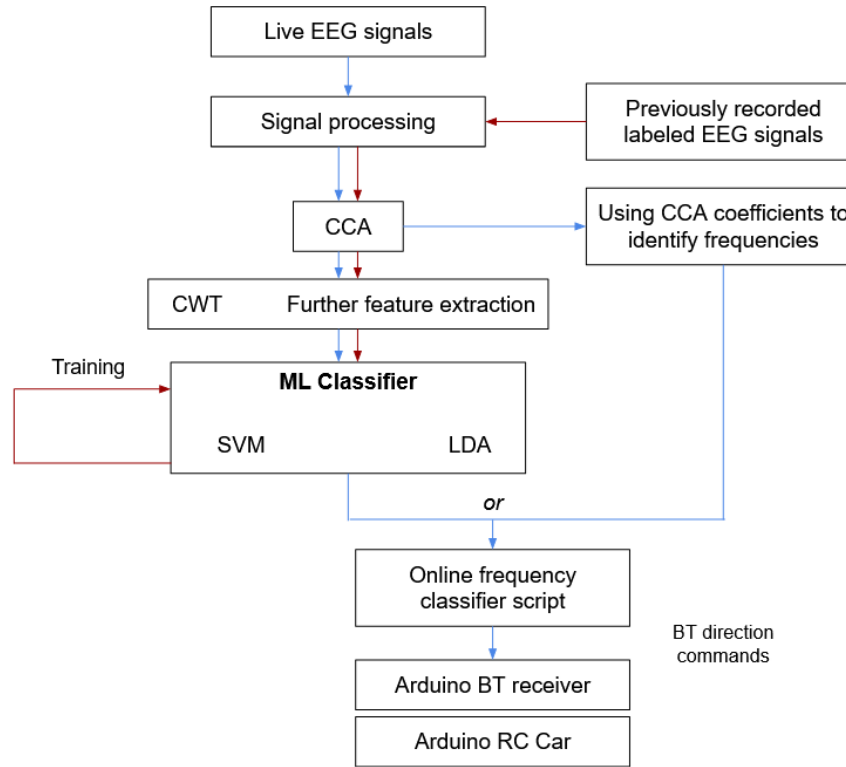 Live EEG signals
Signal processing
Previously recorded
labeled EEG signals
CCA
Using CCA coefficients to
identify frequencies
CWT Further feature extraction
Training
ML Classifier
SVM LDA
or
Online frequency
classifier script
BT direction
commands
Arduino BT receiver
Arduino RC Car